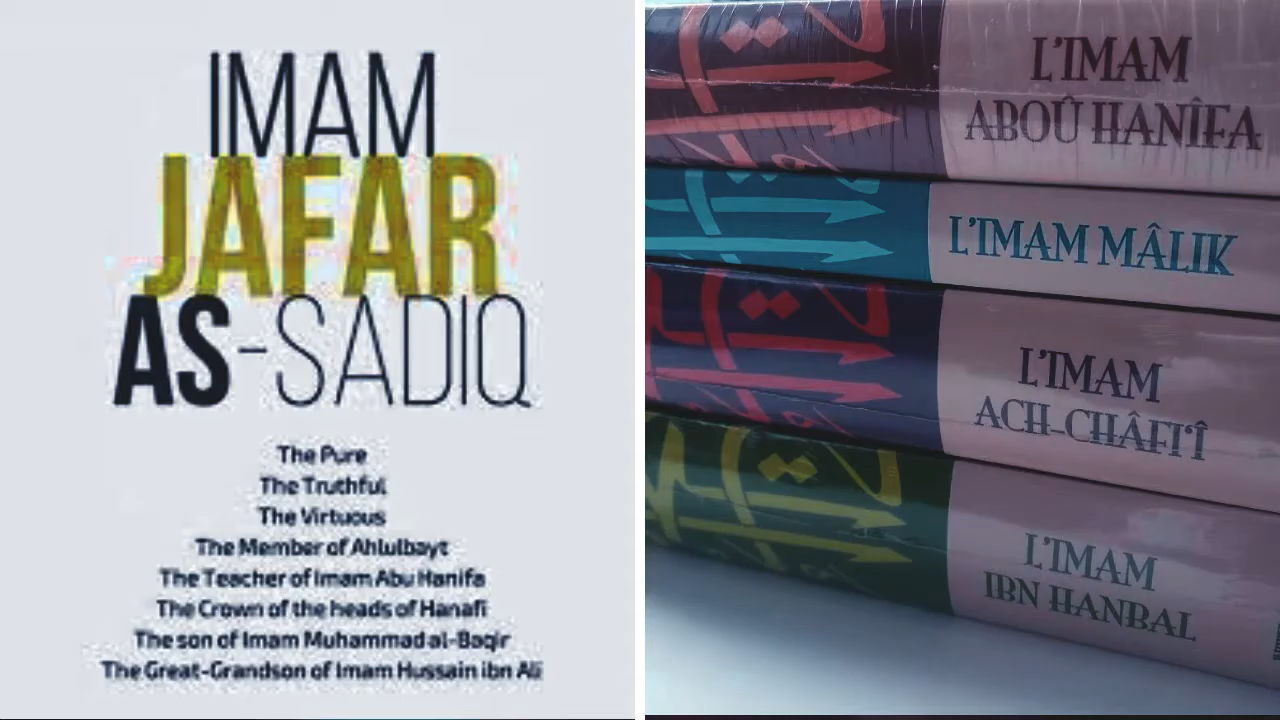 IMAM
JAFAR
AS-SADIQ
The Pure
The Truthful
The Virtuous
The Member of Ahlulbayt
The Teacher of Imam Abu Hanifa
The Crown of the heads of Hanafi
The son of Imam Muhammad al-Baqir
The Great-Grandson of Imam Hussain ibn Ali
L'IMAM
ABOÛ HANÎFA
L'IMAM MÂLIK
L'IMAM
ACH-CHÂFI'Î
L'IMAM
IBN HANBAL